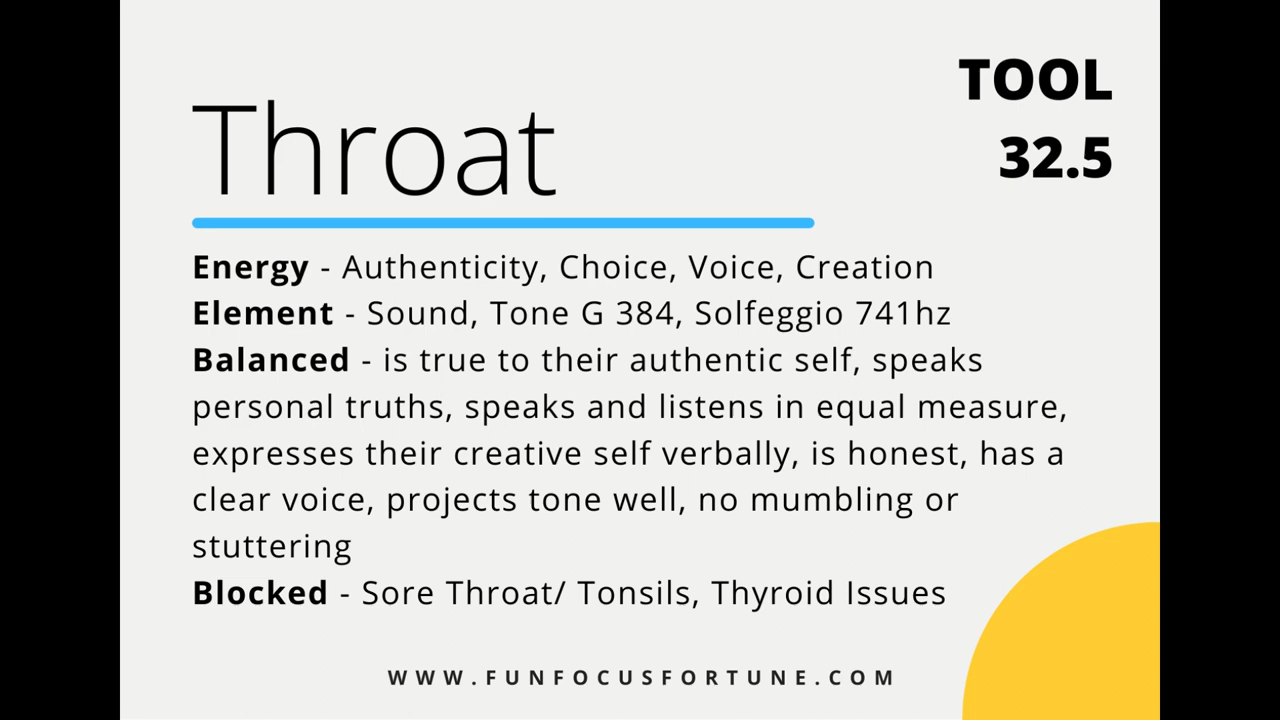 TOOL
32.5
Throat
Energy - Authenticity, Choice, Voice, Creation
Element - Sound, Tone G 384, Solfeggio 741hz
Balanced - is true to their authentic self, speaks
personal truths, speaks and listens in equal measure,
expresses their creative self verbally, is honest, has a
clear voice, projects tone well, no mumbling or
stuttering
Blocked - Sore Throat/ Tonsils, Thyroid Issues
WWW.FUNFOCUSFORTUNE.COM